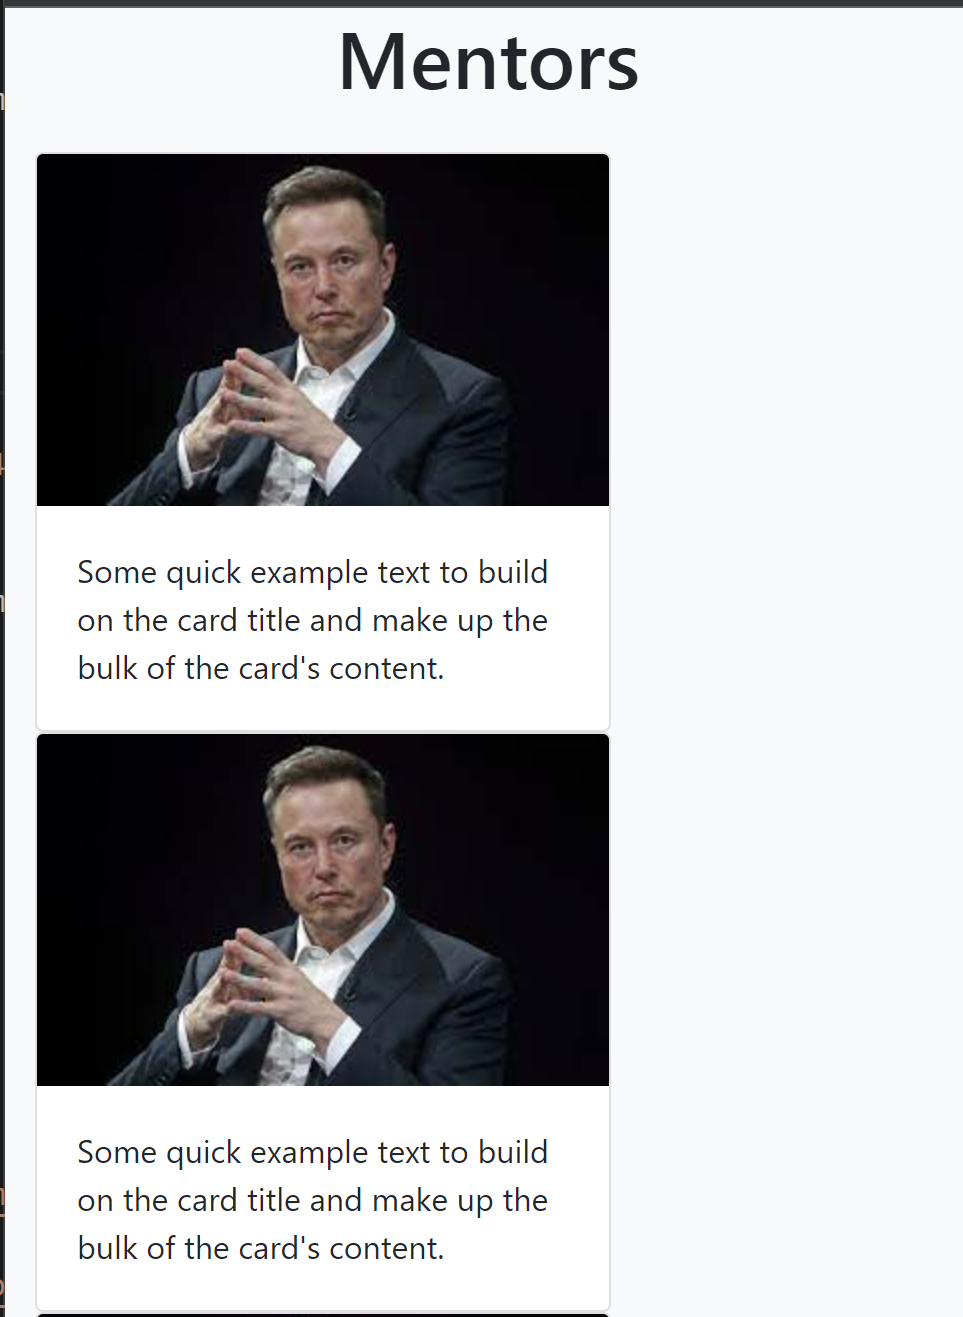 Mentors
Some quick example text to build
on the card title and make up the
bulk of the card's content.
Some quick example text to build
on the card title and make up the
bulk of the card's content.